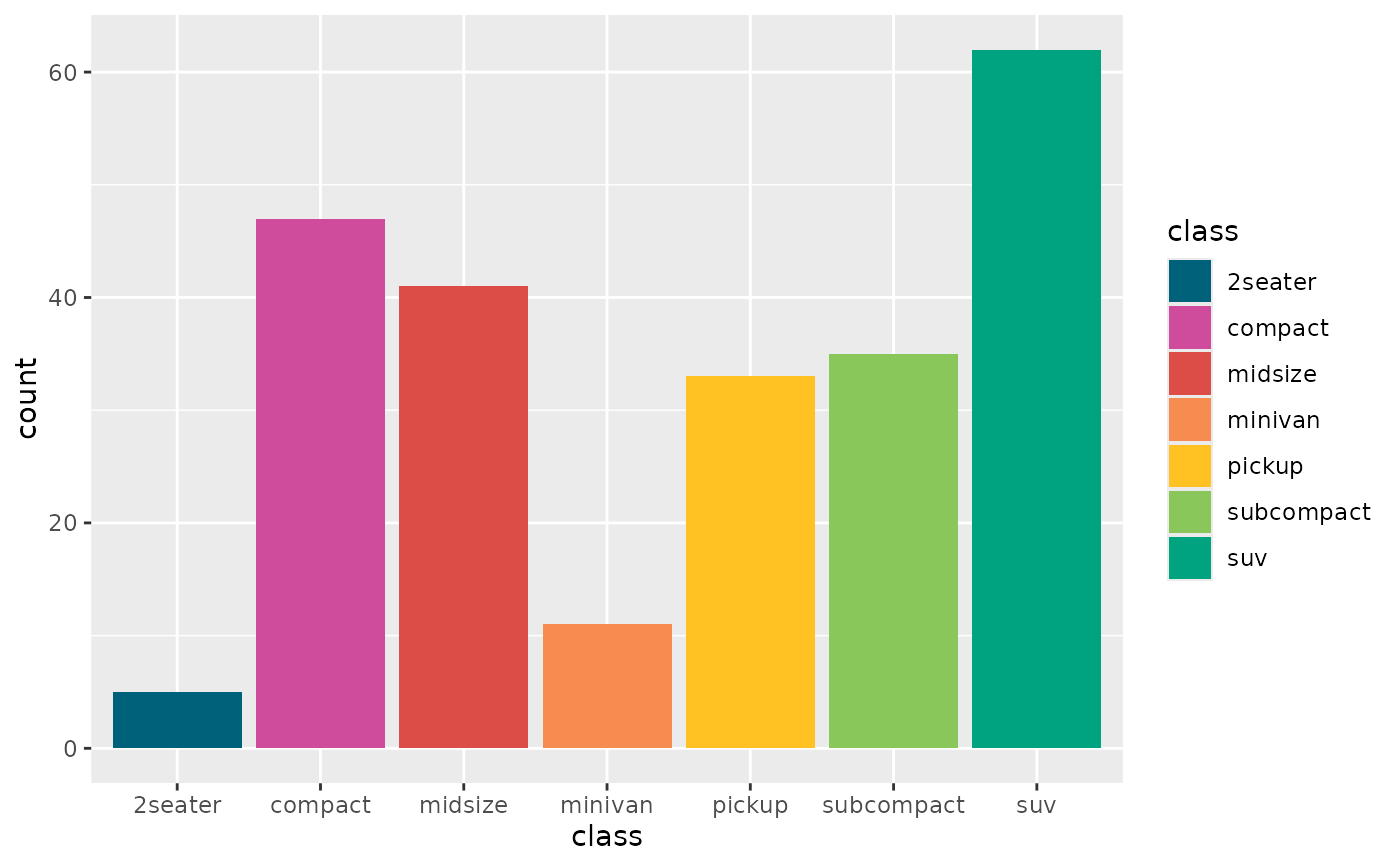 60
40
20
0
count
2seater compact midsize minivan pickup subcompact suv
class
class
2seater
compact
midsize
minivan
pickup
subcompact
suv